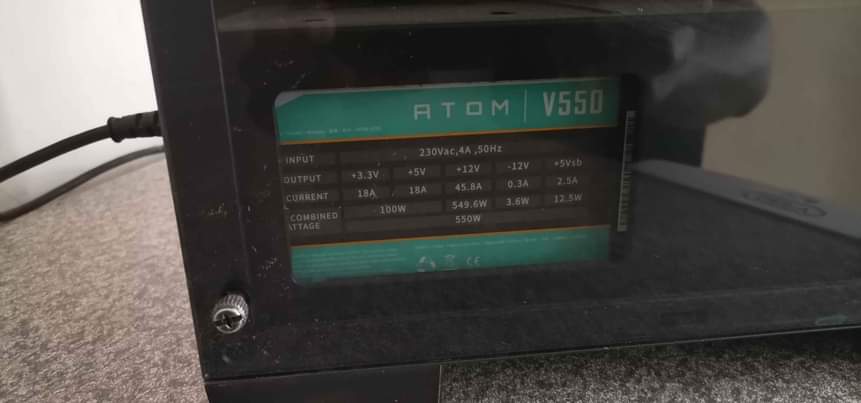 ATOM V550
INPUT 230Vac,4A ,50Hz
OUTPUT +3.3V +5V +12V -12V +5Vsb
CURRENT 18A 18A 45.8A 0.3A 2.5A
COMBINED 100W 549.6W 3.6W 12.5W
ATTAGE 550W
CE